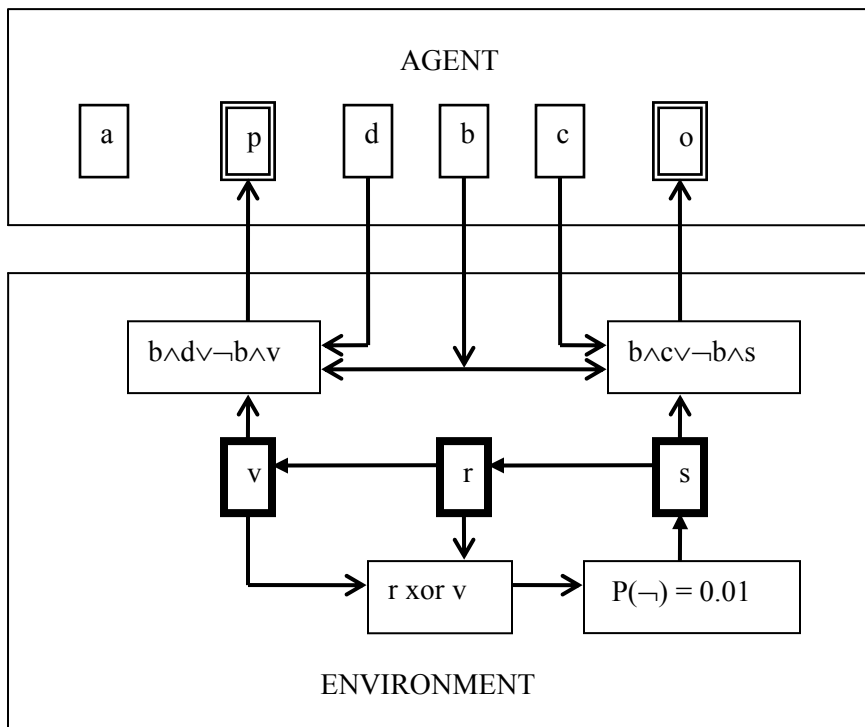 AGENT
a p d b c o
b∧d∨¬b∧v b∧c∨¬b∧s
v r s
r xor v P(¬) = 0.01
ENVIRONMENT